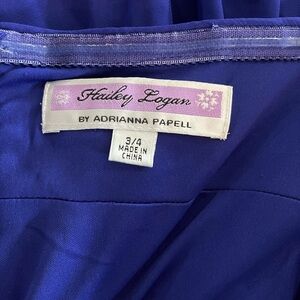 Hailey Logan
BY ADRIANNA PAPELL
3/4
MADE IN
CHINA